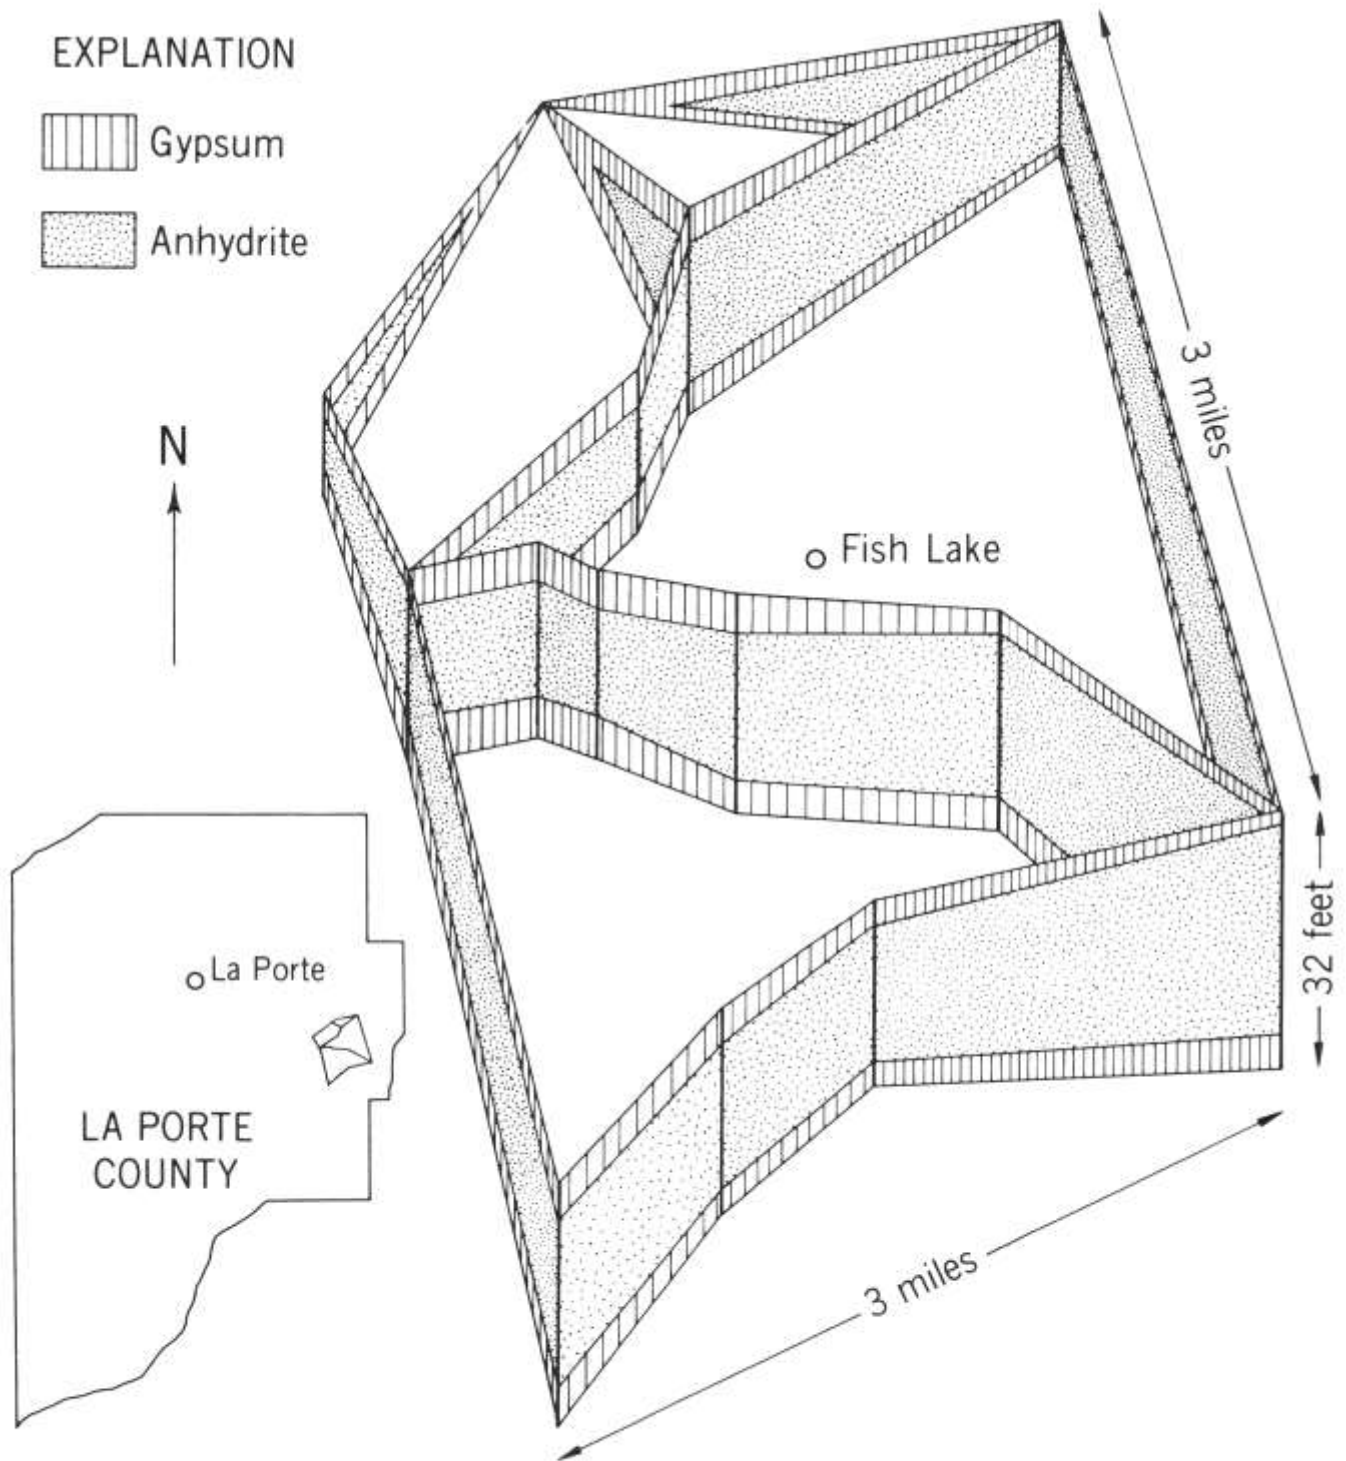 EXPLANATION
Gypsum
Anhydrite
N
3 miles
Fish Lake
32 feet
La Porte
LA PORTE
COUNTY
3 miles